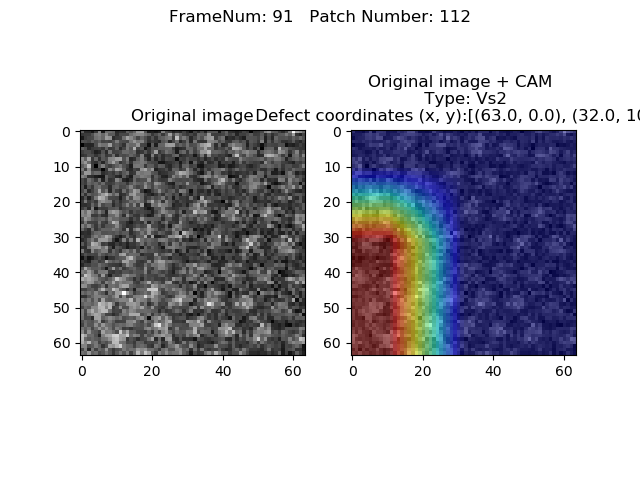 FrameNum: 91   Patch Number: 112
Original image + CAM
Type: Vs2
Original image
Defect coordinates (x, y):[(63.0, 0.0), (32.0, 10
0
10
20
30
40
50
60
0 20 40 60
0
10
20
30
40
50
60
0 20 40 60